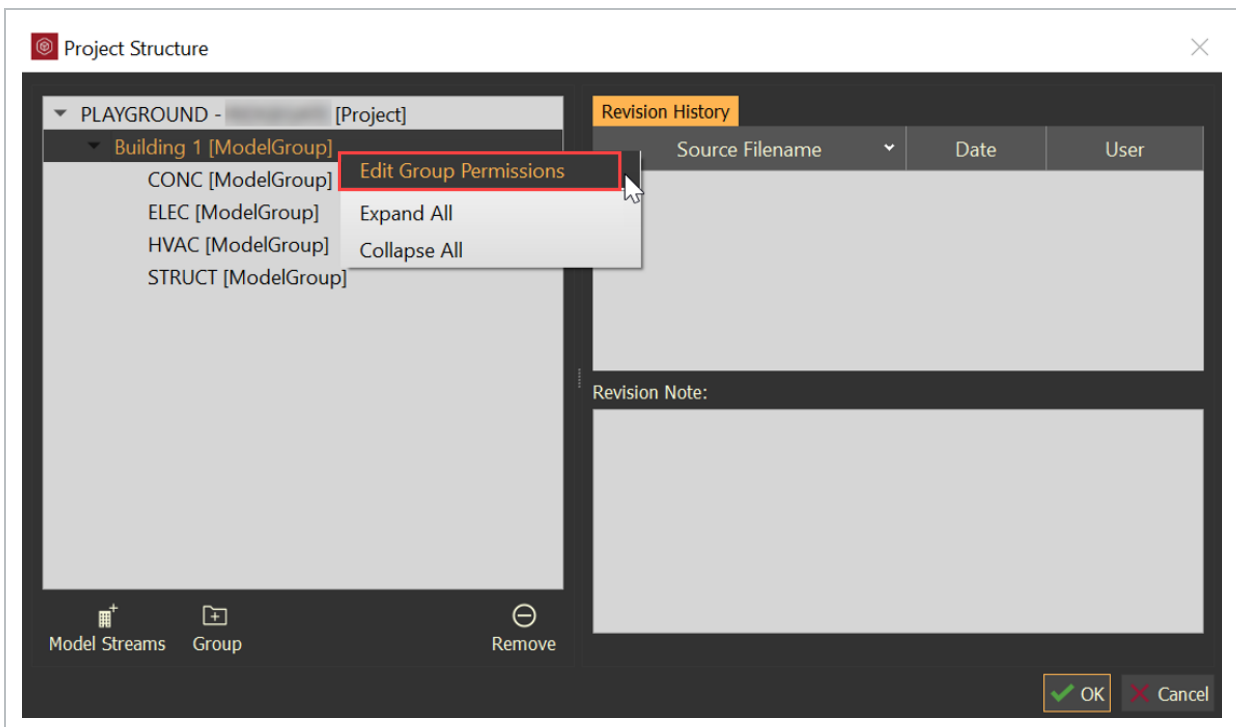 Project Structure
PLAYGROUND - [Project]
Building 1 [ModelGroup]
CONC [ModelGroup]
ELEC [ModelGroup]
HVAC [ModelGroup]
STRUCT [ModelGroup]
Edit Group Permissions
Expand All
Collapse All
Model Streams
Group
Remove
Revision History
Source Filename Date User
Revision Note:
OK Cancel